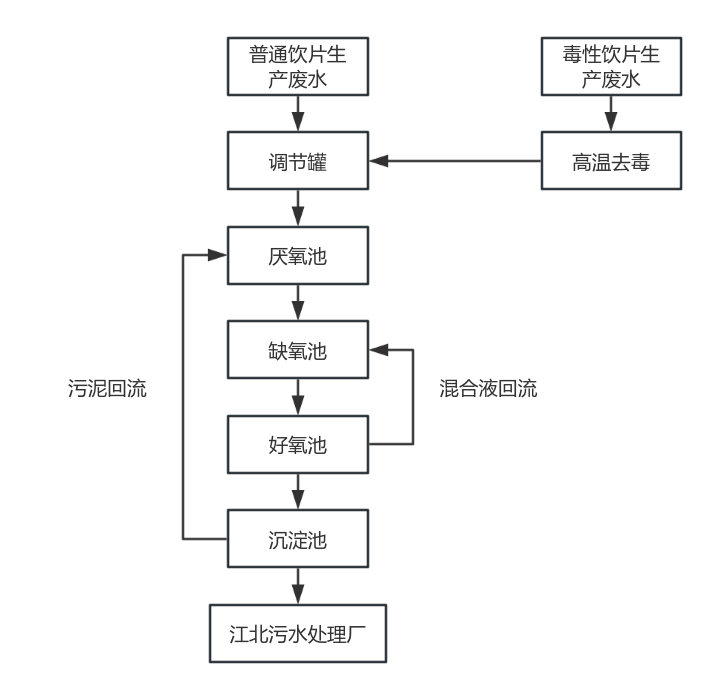 普通饮片生
产废水
毒性饮片生
产废水
调节罐
高温去毒
厌氧池
缺氧池
污泥回流
混合液回流
好氧池
沉淀池
江北污水处理厂